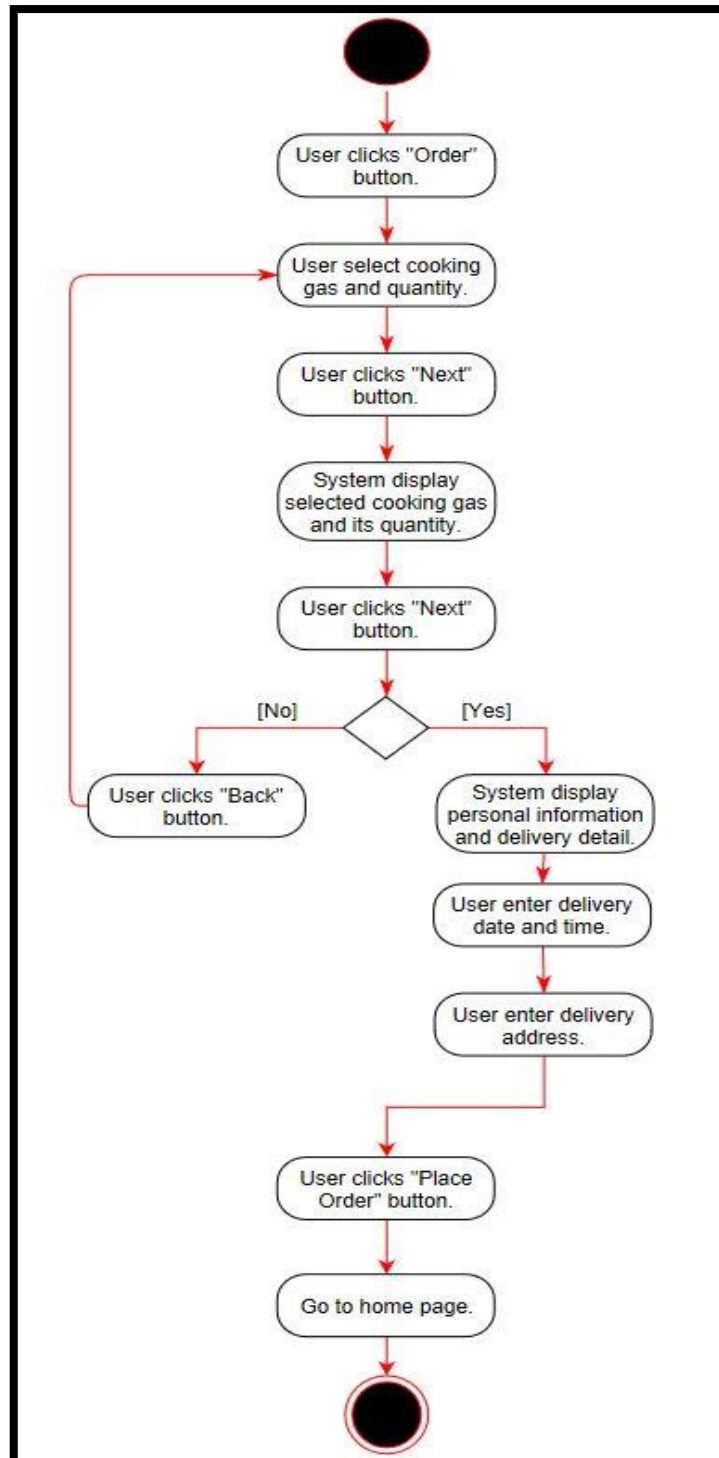 User clicks "Order"
button.
User select cooking
gas and quantity.
User clicks "Next"
button.
System display
selected cooking gas
and its quantity.
User clicks "Next"
button.
[No]
[Yes]
User clicks "Back"
button.
System display
personal information
and delivery detail.
User enter delivery
date and time.
User enter delivery
address.
User clicks "Place
Order" button.
Go to home page.